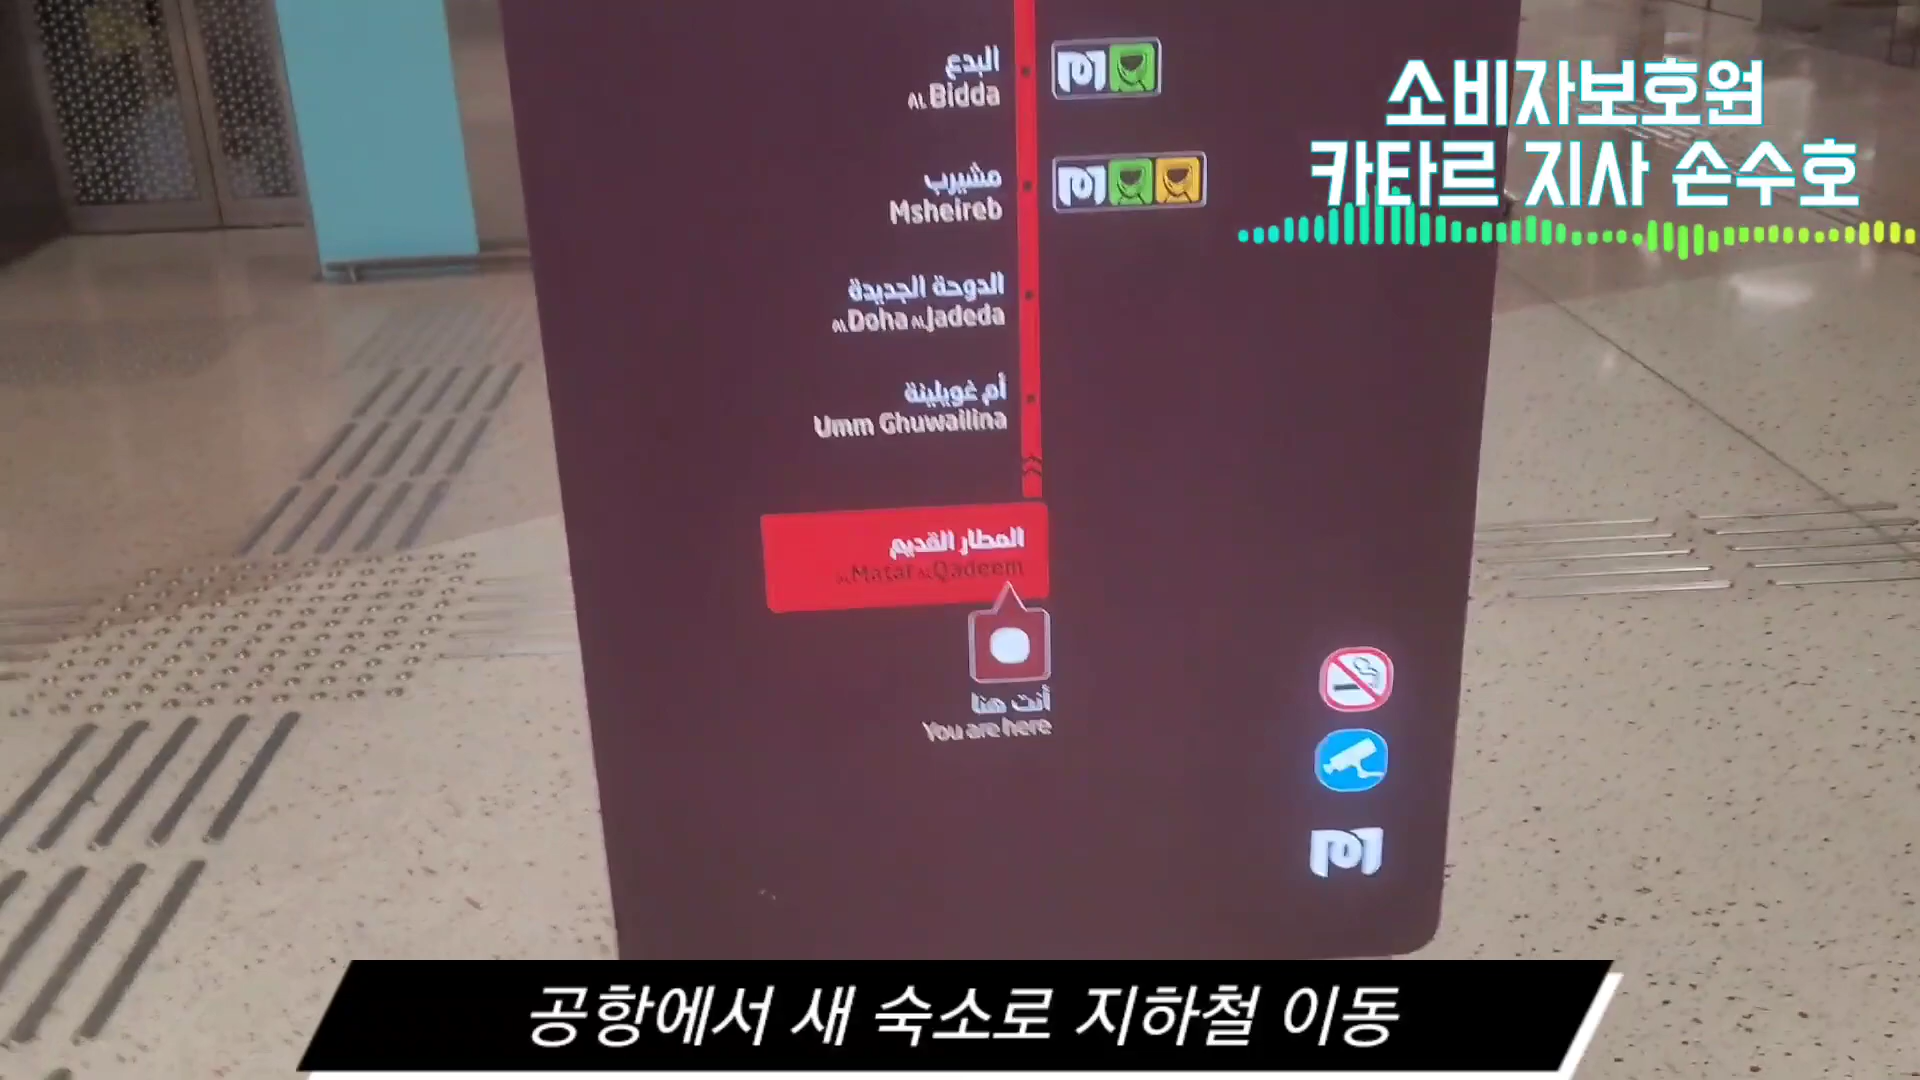 البدع
AL Bidda
مشيرب
Msheireb
الدوحة الجديدة
AL Doha AL Jadeda
أم غويلينة
Umm Ghuwailina
المطار القديم
AL Matar AL Qadeem
أنت هنا
You are here
소비자보호원
카타르 지사 손수호
공항에서 새 숙소로 지하철 이동